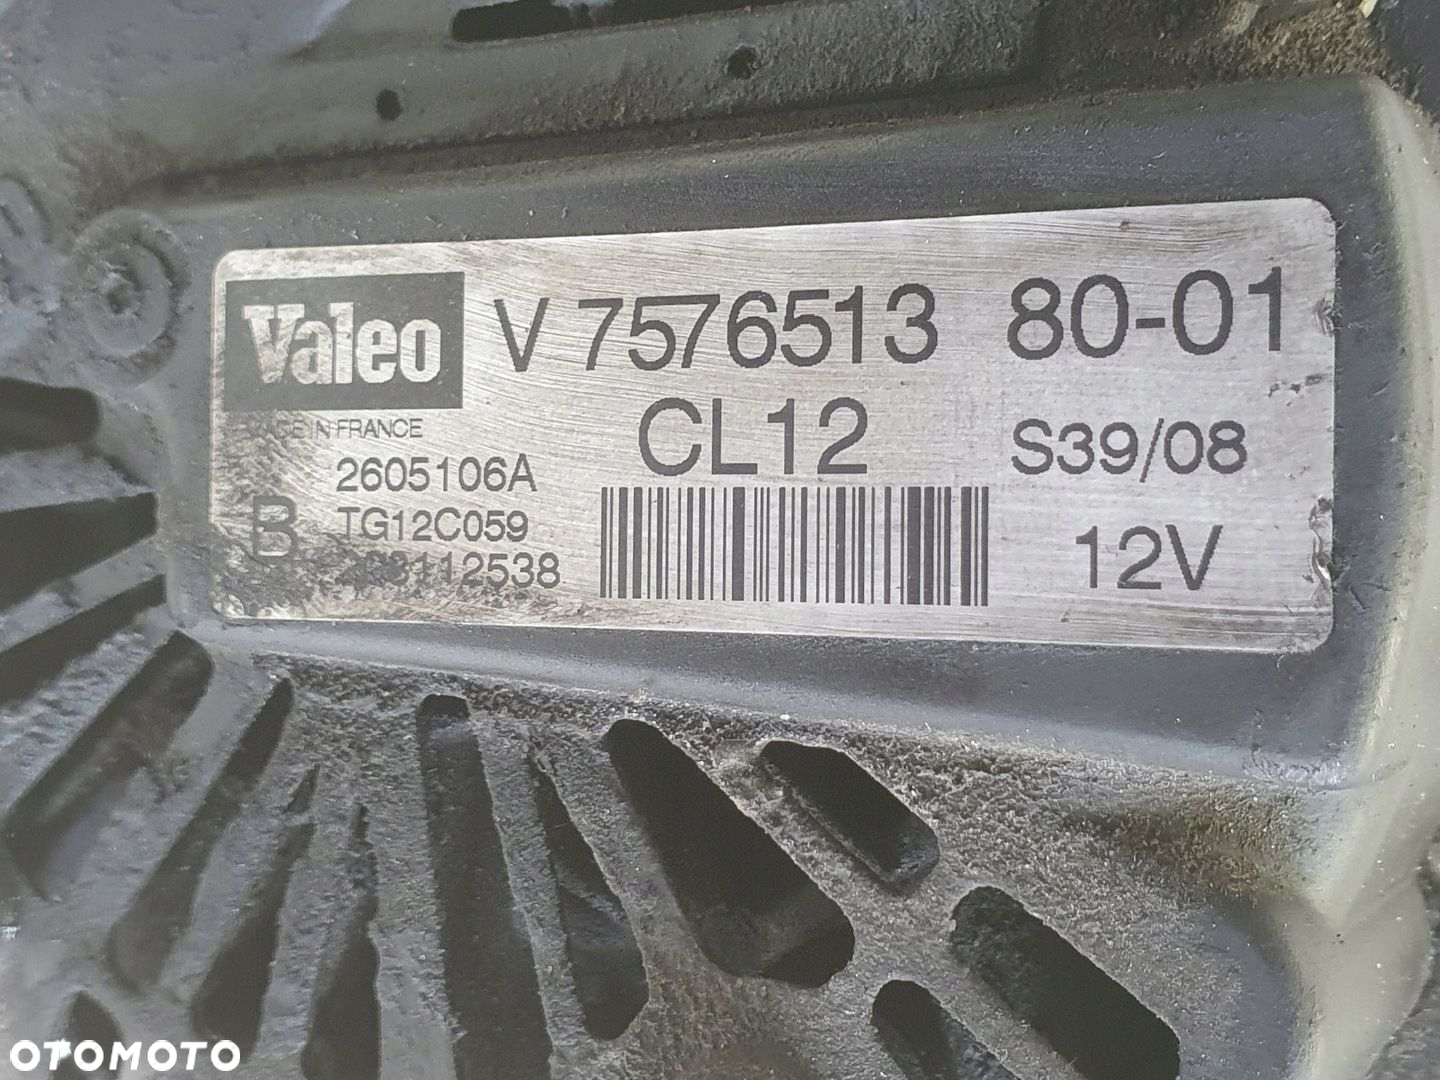 Valeo V 7576513 80-01
MADE IN FRANCE CL12 S39/08
2605106A
B TG12C059 12V
OTOMOTO